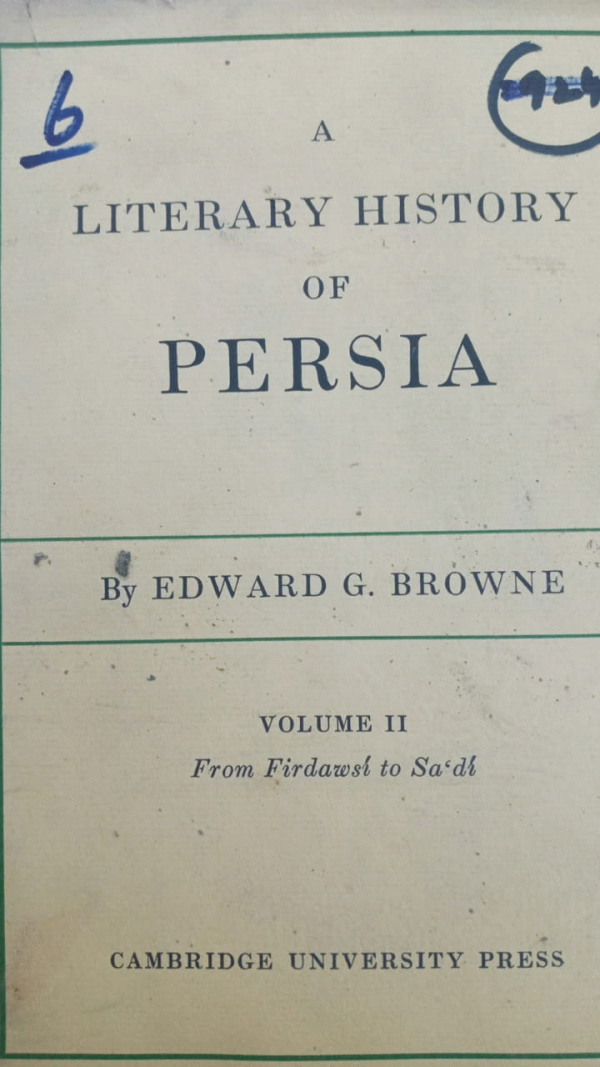 6
A
LITERARY HISTORY
OF
PERSIA
By EDWARD G. BROWNE
VOLUME II
From Firdawsí to Sa‘dí
CAMBRIDGE UNIVERSITY PRESS